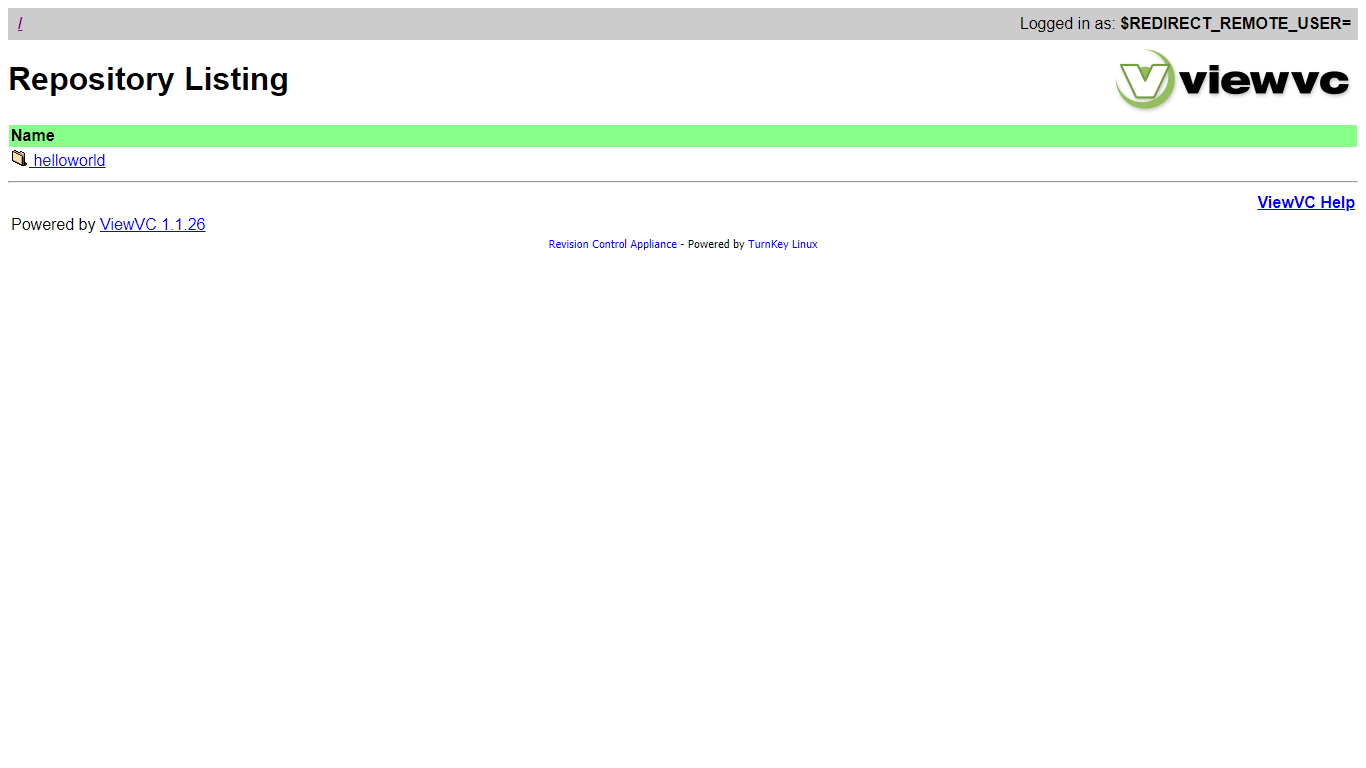 / Logged in as: $REDIRECT_REMOTE_USER=
Repository Listing
viewvc
Name
helloworld
ViewVC Help
Powered by ViewVC 1.1.26
Revision Control Appliance - Powered by TurnKey Linux